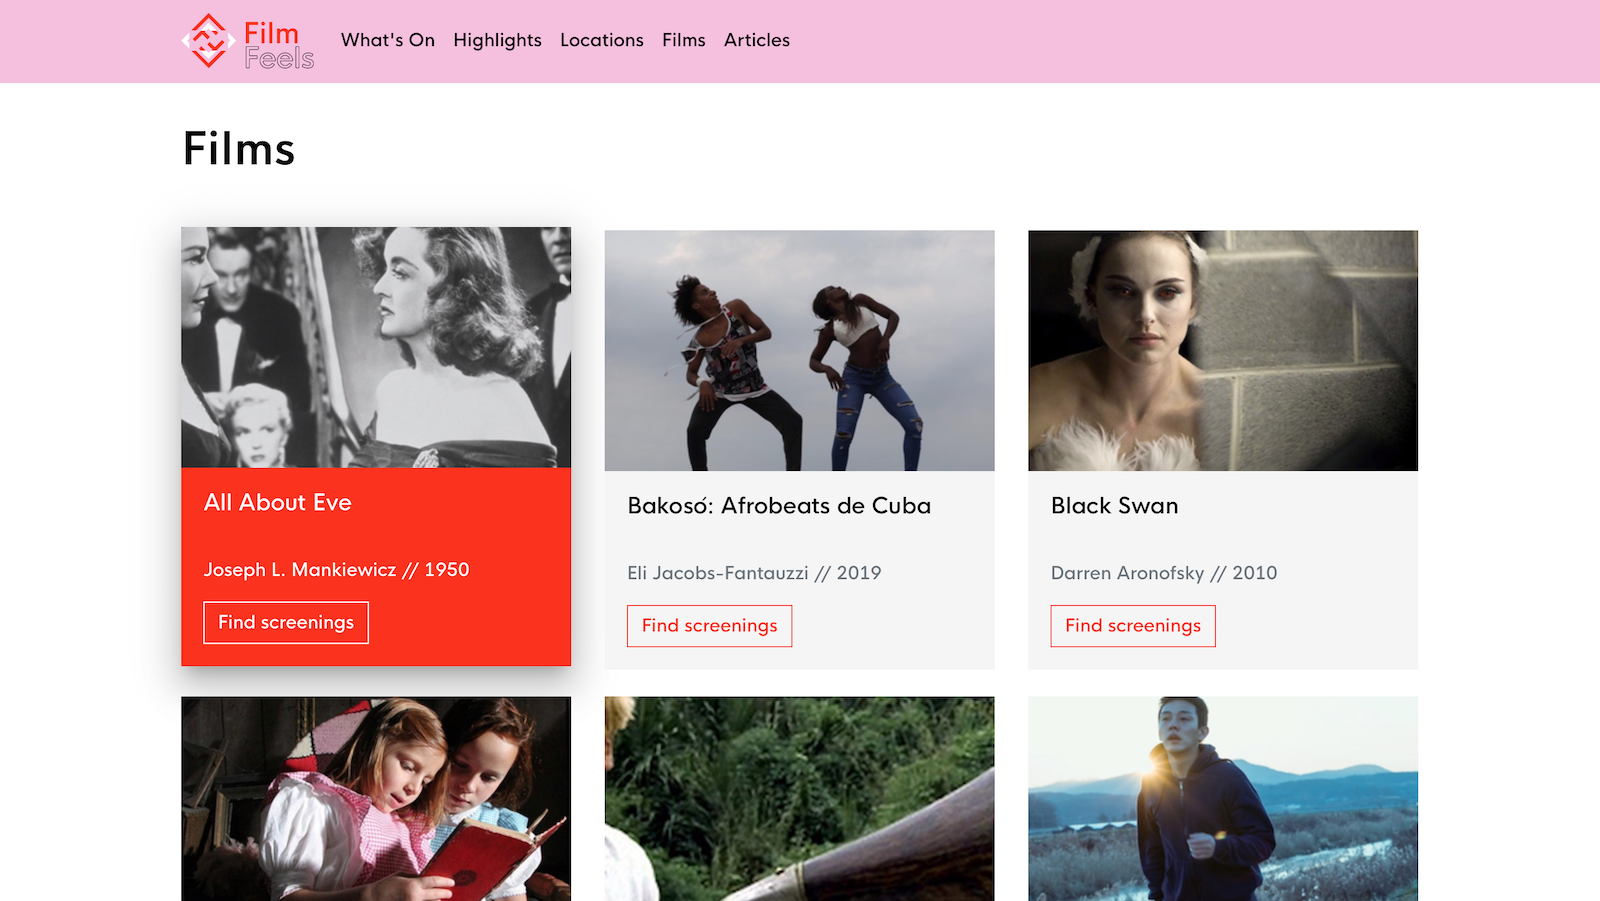 Film
Feels
What's On
Highlights
Locations
Films
Articles
Films
All About Eve
Joseph L. Mankiewicz // 1950
Find screenings
Bakosó: Afrobeats de Cuba
Eli Jacobs-Fantauzzi // 2019
Find screenings
Black Swan
Darren Aronofsky // 2010
Find screenings